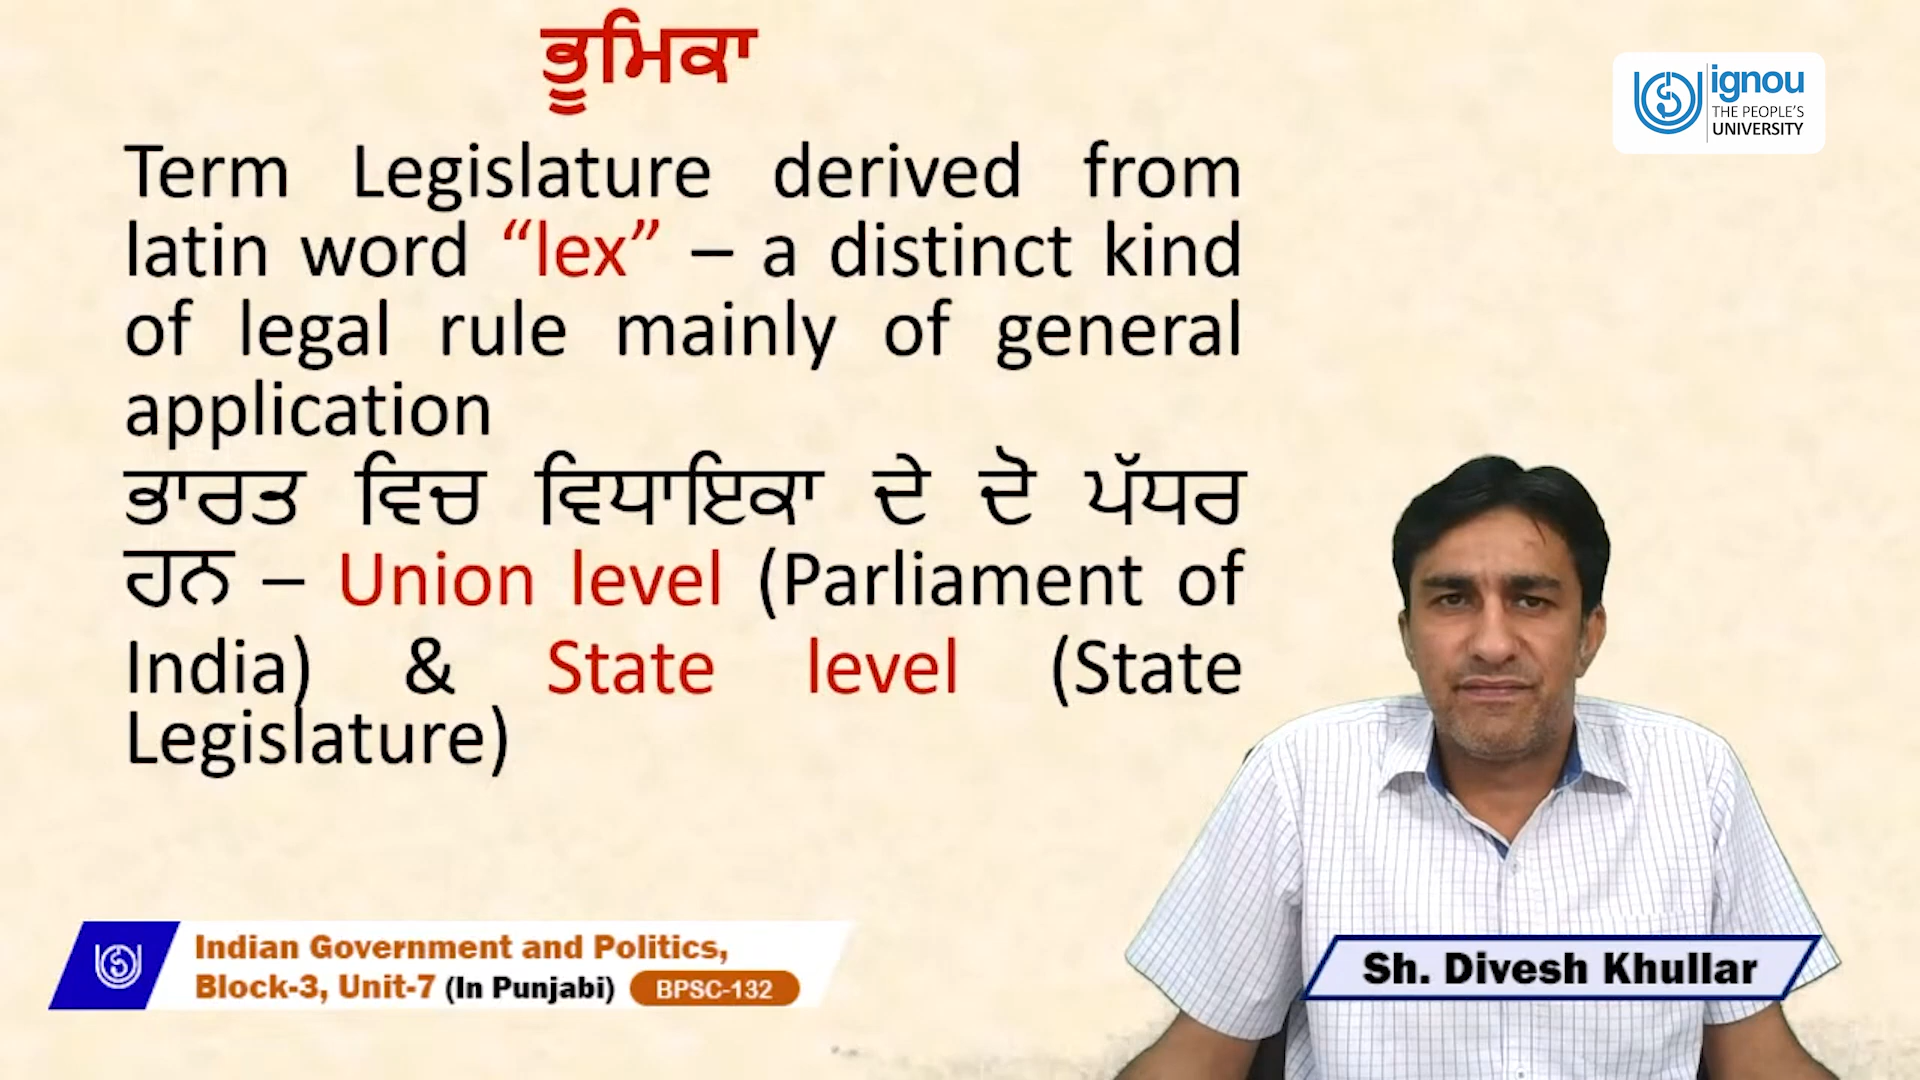 ਭੂਮਿਕਾ
ignou
THE PEOPLE'S
UNIVERSITY
Term Legislature derived from
latin word “lex” – a distinct kind
of legal rule mainly of general
application
ਭਾਰਤ ਵਿਚ ਵਿਧਾਇਕਾ ਦੇ ਦੋ ਪੱਧਰ
ਹਨ – Union level (Parliament of
India) & State level (State
Legislature)
Indian Government and Politics,
Block-3, Unit-7 (In Punjabi) BPSC-132
Sh. Divesh Khullar